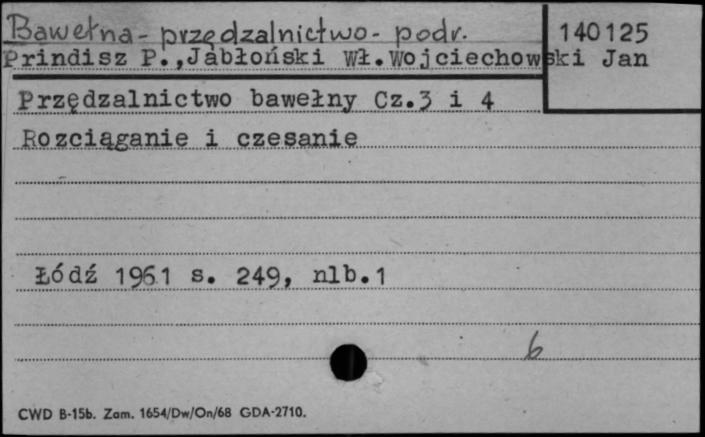 Bawełna - przędzalnictwo - podr.
140125
Prindisz P.,Jabłoński Wł.Wojciechowski Jan
Przędzalnictwo bawełny Cz.3 i 4
Rozciąganie i czesanie
Łódź 1961 s. 249, nlb.1
6
CWD B-15b. Zam. 1654/Dw/On/68 GDA-2710.